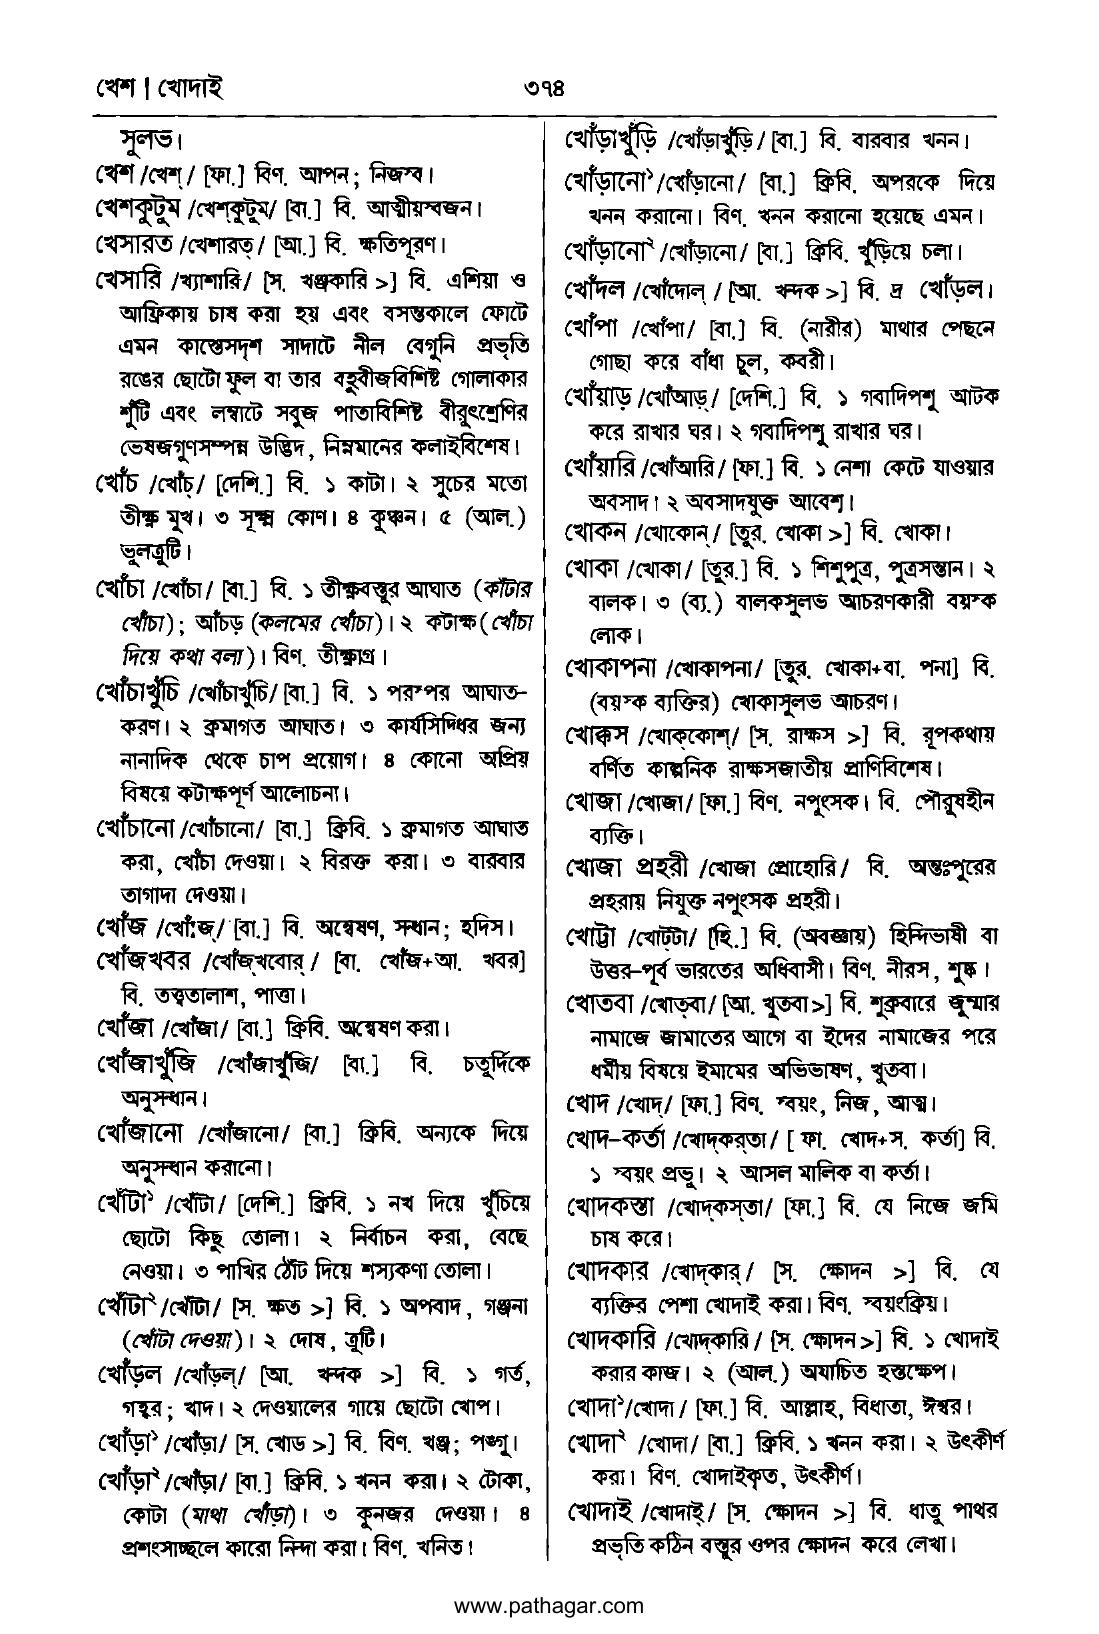 খেশ | খোদাই
৩৭৪
সুলভ।
খেশ /খেশ্/ [ফা.] বিণ. আপন; নিজস্ব।
খেশকুটুম /খেশ্কুটুম/ [বা.] বি. আত্মীয়স্বজন।
খেসারত /খেশারত্/ [আ.] বি. ক্ষতিপূরণ।
খেসারি /খ্যাশারি/ [স. খঞ্জকারি >] বি. এশিয়া ও
আফ্রিকায় চাষ করা হয় এবং বসন্তকালে ফোটে
এমন কাস্তেসদৃশ সাদাটে নীল বেগুনি প্রভৃতি
রঙের ছোটো ফুল বা তার বহুবীজবিশিষ্ট গোলাকার
শুঁটি এবং লম্বাটে সবুজ পাতাবিশিষ্ট বীরুৎশ্রেণির
ভেষজগুণসম্পন্ন উদ্ভিদ, নিম্নমানের কলাইবিশেষ।
খোঁচ /খোঁচ্/ [দেশি.] বি. ১ কাটা। ২ সুচের মতো
তীক্ষ্ণ মুখ। ৩ সূক্ষ্ম কোণ। ৪ কুঞ্চন। ৫ (আল.)
ভুলত্রুটি।
খোঁচা /খোঁচা/ [বা.] বি. ১ তীক্ষ্ণবস্তুর আঘাত (কাঁটার
খোঁচা); আঁচড় (কলমের খোঁচা)। ২ কটাক্ষ (খোঁচা
দিয়ে কথা বলা)। বিণ. তীক্ষ্ণাগ্র।
খোঁচাখুঁচি /খোঁচাখুঁচি/ [বা.] বি. ১ পরস্পর আঘাত-
করণ। ২ ক্রমাগত আঘাত। ৩ কার্যসিদ্ধির জন্য
নানাদিক থেকে চাপ প্রয়োগ। ৪ কোনো অপ্রিয়
বিষয়ে কটাক্ষপূর্ণ আলোচনা।
খোঁচানো /খোঁচানো/ [বা.] ক্রিবি. ১ ক্রমাগত আঘাত
করা, খোঁচা দেওয়া। ২ বিরক্ত করা। ৩ বারবার
তাগাদা দেওয়া।
খোঁজ /খোঁজ্/ [বা.] বি. অন্বেষণ, সন্ধান; হদিস।
খোঁজখবর /খোঁজ্খবোর্/ [বা. খোঁজ+আ. খবর]
বি. তত্ত্বতালাশ, পাত্তা।
খোঁজা /খোঁজা/ [বা.] ক্রিবি. অন্বেষণ করা।
খোঁজাখুঁজি /খোঁজাখুঁজি/ [বা.] বি. চতুর্দিকে
অনুসন্ধান।
খোঁজানো /খোঁজানো/ [বা.] ক্রিবি. অন্যকে দিয়ে
অনুসন্ধান করানো।
খোঁটা১ /খোঁটা/ [দেশি.] ক্রিবি. ১ নখ দিয়ে খুঁচিয়ে
ছোটো কিছু তোলা। ২ নির্বাচন করা, বেছে
নেওয়া। ৩ পাখির ঠোঁট দিয়ে শস্যকণা তোলা।
খোঁটা২ /খোঁটা/ [স. ক্ষত >] বি. ১ অপবাদ, গঞ্জনা
(খোঁটা দেওয়া)। ২ দোষ, ত্রুটি।
খোঁড়ল /খোঁড়ল্/ [আ. খন্দক >] বি. ১ গর্ত,
গহ্বর; খাদ। ২ দেওয়ালের গায়ে ছোটো খোপ।
খোঁড়া১ /খোঁড়া/ [স. খোড >] বি. বিণ. খঞ্জ; পঙ্গু।
খোঁড়া২ /খোঁড়া/ [বা.] ক্রিবি. ১ খনন করা। ২ টোকা,
কোটা (মাথা খোঁড়া)। ৩ কুনজর দেওয়া। ৪
প্রশংসাচ্ছলে কারো নিন্দা করা। বিণ. খনিত।
খোঁড়াখুঁড়ি /খোঁড়াখুঁড়ি/ [বা.] বি. বারবার খনন।
খোঁড়ানো১ /খোঁড়ানো/ [বা.] ক্রিবি. অপরকে দিয়ে
খনন করানো। বিণ. খনন করানো হয়েছে এমন।
খোঁড়ানো২ /খোঁড়ানো/ [বা.] ক্রিবি. খুঁড়িয়ে চলা।
খোঁদল /খোঁদোল্ / [আ. খন্দক >] বি. দ্র খোঁড়ল।
খোঁপা /খোঁপা/ [বা.] বি. (নারীর) মাথার পেছনে
গোছা করে বাঁধা চুল, কবরী।
খোঁয়াড় /খোঁআড়্/ [দেশি.] বি. ১ গবাদিপশু আটক
করে রাখার ঘর। ২ গবাদিপশু রাখার ঘর।
খোঁয়ারি /খোঁআরি/ [ফা.] বি. ১ নেশা কেটে যাওয়ার
অবসাদ। ২ অবসাদযুক্ত আবেশ।
খোকন /খোকোন্/ [তুর. খোকা >] বি. খোকা।
খোকা /খোকা/ [তুর.] বি. ১ শিশুপুত্র, পুত্রসন্তান। ২
বালক। ৩ (ব্য.) বালকসুলভ আচরণকারী বয়স্ক
লোক।
খোকাপনা /খোকাপনা/ [তুর. খোকা+বা. পনা] বি.
(বয়স্ক ব্যক্তির) খোকাসুলভ আচরণ।
খোক্কস /খোক্কোশ্/ [স. রাক্ষস >] বি. রূপকথায়
বর্ণিত কাল্পনিক রাক্ষসজাতীয় প্রাণিবিশেষ।
খোজা /খোজা/ [ফা.] বিণ. নপুংসক। বি. পৌরুষহীন
ব্যক্তি।
খোজা প্রহরী /খোজা প্রোহোরি/ বি. অন্তঃপুরের
প্রহরায় নিযুক্ত নপুংসক প্রহরী।
খোট্টা /খোট্টা/ [হি.] বি. (অবজ্ঞায়) হিন্দিভাষী বা
উত্তর-পূর্ব ভারতের অধিবাসী। বিণ. নীরস, শুষ্ক।
খোতবা /খোত্বা/ [আ. খুতবা>] বি. শুক্রবারে জুম্মার
নামাজে জামাতের আগে বা ইদের নামাজের পরে
ধর্মীয় বিষয়ে ইমামের অভিভাষণ, খুতবা।
খোদ /খোদ্/ [ফা.] বিণ. স্বয়ং, নিজ, আত্ম।
খোদ-কর্তা /খোদ্কর্তা/ [ ফা. খোদ+স. কর্তা] বি.
১ স্বয়ং প্রভু। ২ আসল মালিক বা কর্তা।
খোদকস্তা /খোদ্কস্তা/ [ফা.] বি. যে নিজে জমি
চাষ করে।
খোদকার /খোদ্কার্/ [স. ক্ষোদন >] বি. যে
ব্যক্তির পেশা খোদাই করা। বিণ. স্বয়ংক্রিয়।
খোদকারি /খোদ্কারি/ [স. ক্ষোদন>] বি. ১ খোদাই
করার কাজ। ২ (আল.) অযাচিত হস্তক্ষেপ।
খোদা১ /খোদা/ [ফা.] বি. আল্লাহ, বিধাতা, ঈশ্বর।
খোদা২ /খোদা/ [বা.] ক্রিবি. ১ খনন করা। ২ উৎকীর্ণ
করা। বিণ. খোদাইকৃত, উৎকীর্ণ।
খোদাই /খোদাই্/ [স. ক্ষোদন >] বি. ধাতু পাথর
প্রভৃতি কঠিন বস্তুর ওপর ক্ষোদন করে লেখা।
www.pathagar.com